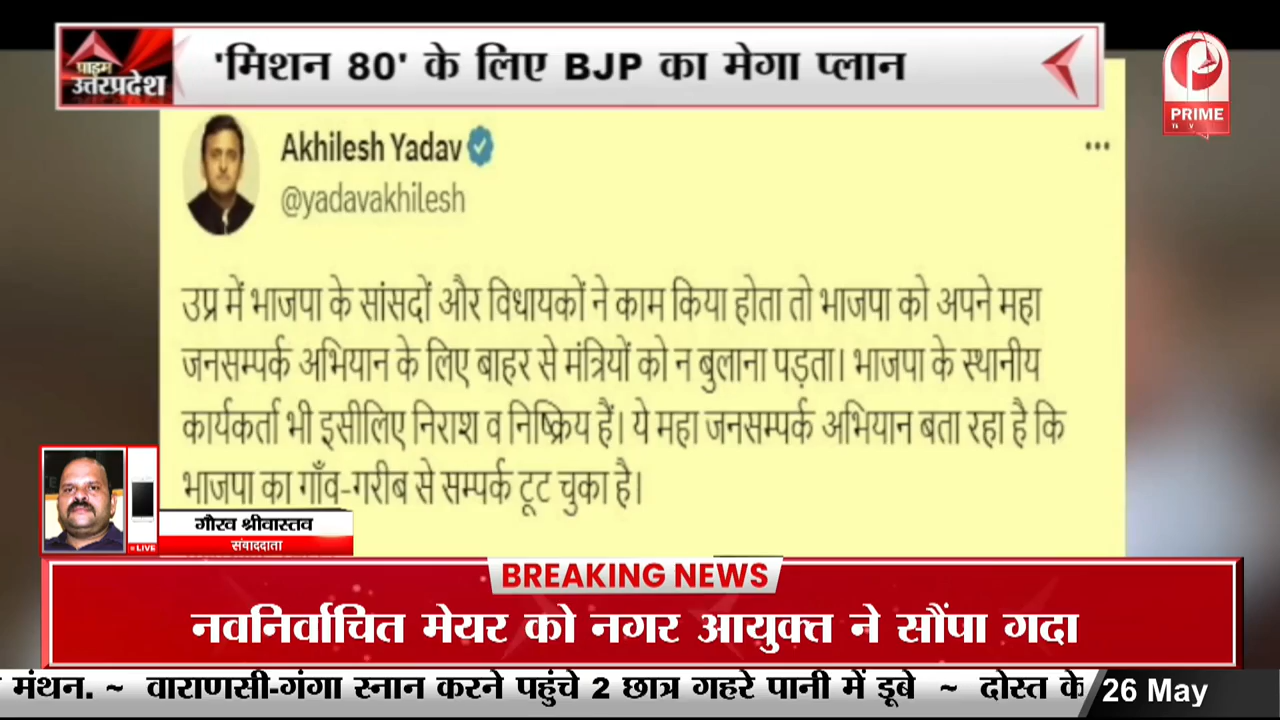 प्राइम
उत्तरप्रदेश
'मिशन 80' के लिए BJP का मेगा प्लान
PRIME
TV
Akhilesh Yadav
@yadavakhilesh
उप्र में भाजपा के सांसदों और विधायकों ने काम किया होता तो भाजपा को अपने महा
जनसम्पर्क अभियान के लिए बाहर से मंत्रियों को न बुलाना पड़ता। भाजपा के स्थानीय
कार्यकर्ता भी इसीलिए निराश व निष्क्रिय हैं। ये महा जनसम्पर्क अभियान बता रहा है कि
भाजपा का गाँव-गरीब से सम्पर्क टूट चुका है।
LIVE
गौरव श्रीवास्तव
संवाददाता
BREAKING NEWS
नवनिर्वाचित मेयर को नगर आयुक्त ने सौंपा गदा
मंथन. ~ वाराणसी-गंगा स्नान करने पहुंचे 2 छात्र गहरे पानी में डूबे ~ दोस्त के
26 May